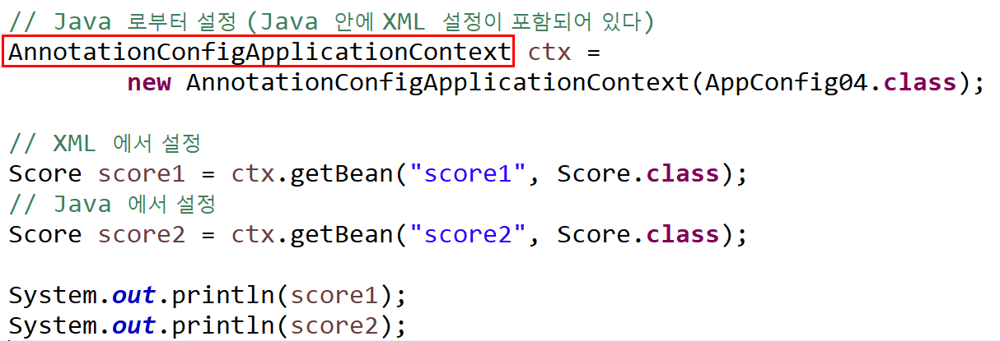 // Java 로부터 설정 (Java 안에 XML 설정이 포함되어 있다)
AnnotationConfigApplicationContext ctx =
new AnnotationConfigApplicationContext(AppConfig04.class);
// XML 에서 설정
Score score1 = ctx.getBean("score1", Score.class);
// Java 에서 설정
Score score2 = ctx.getBean("score2", Score.class);
System.out.println(score1);
System.out.println(score2);